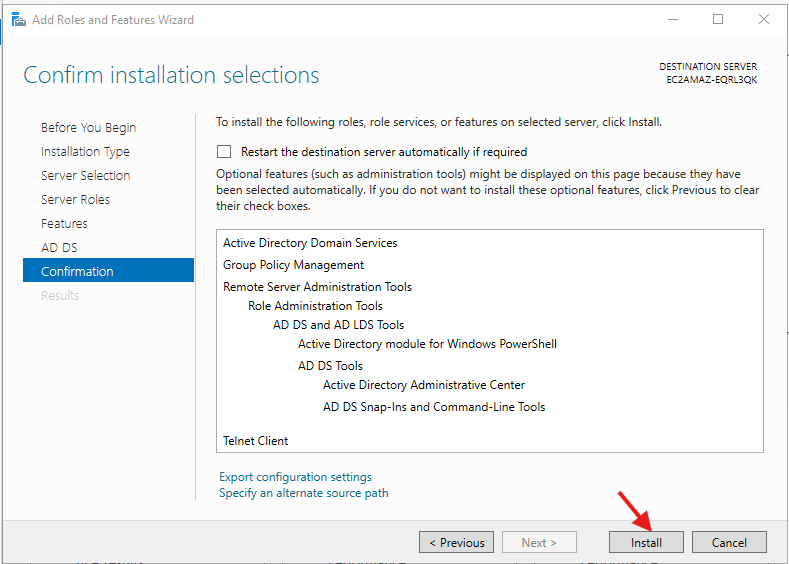 Add Roles and Features Wizard
Confirm installation selections
DESTINATION SERVER
EC2AMAZ-EQRL3QK
Before You Begin
Installation Type
Server Selection
Server Roles
Features
AD DS
Confirmation
Results
To install the following roles, role services, or features on selected server, click Install.
Restart the destination server automatically if required
Optional features (such as administration tools) might be displayed on this page because they have
been selected automatically. If you do not want to install these optional features, click Previous to clear
their check boxes.
Active Directory Domain Services
Group Policy Management
Remote Server Administration Tools
Role Administration Tools
AD DS and AD LDS Tools
Active Directory module for Windows PowerShell
AD DS Tools
Active Directory Administrative Center
AD DS Snap-Ins and Command-Line Tools
Telnet Client
Export configuration settings
Specify an alternate source path
< Previous
Next >
Install
Cancel